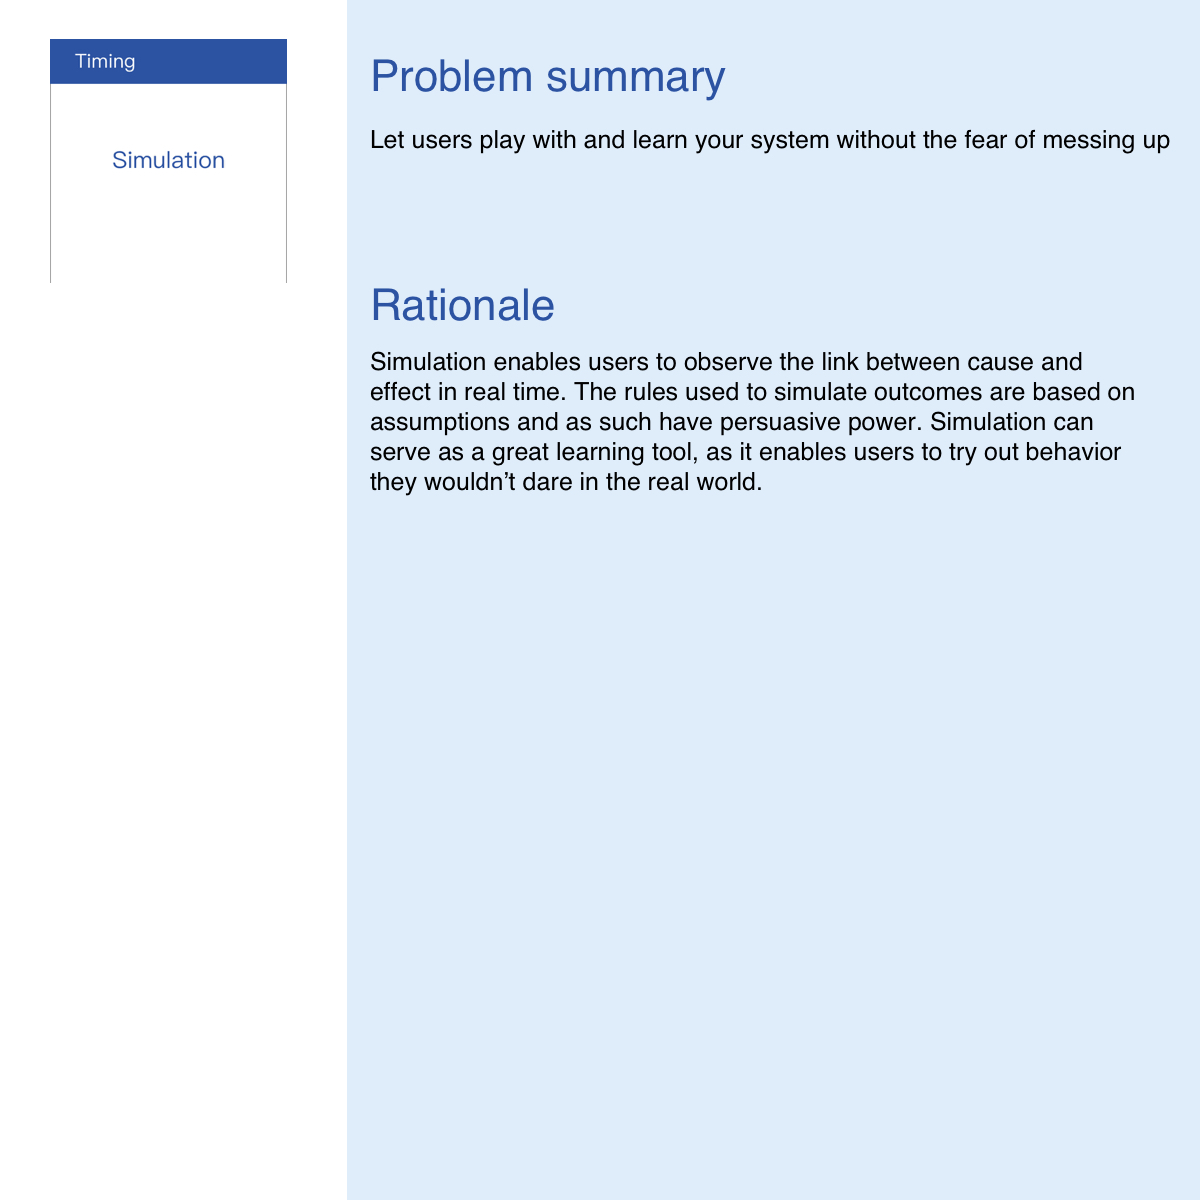 Timing
Simulation
Problem summary
Let users play with and learn your system without the fear of messing up
Rationale
Simulation enables users to observe the link between cause and
effect in real time. The rules used to simulate outcomes are based on
assumptions and as such have persuasive power. Simulation can
serve as a great learning tool, as it enables users to try out behavior
they wouldn’t dare in the real world.